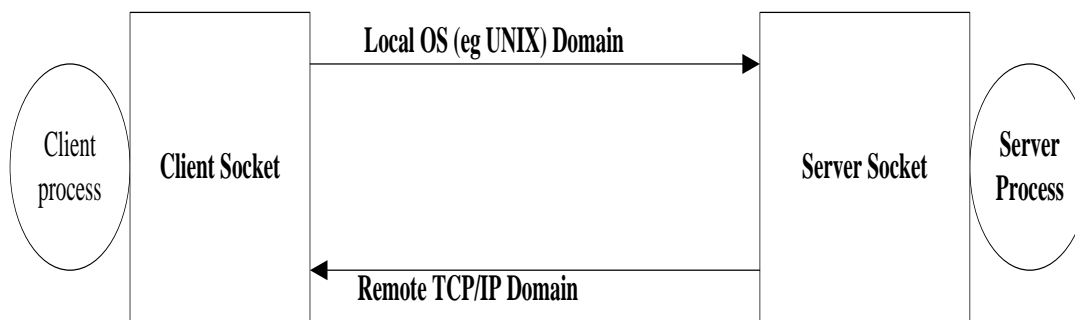 Local OS (eg UNIX) Domain
Client
process
Client Socket
Server Socket
Server
Process
Remote TCP/IP Domain